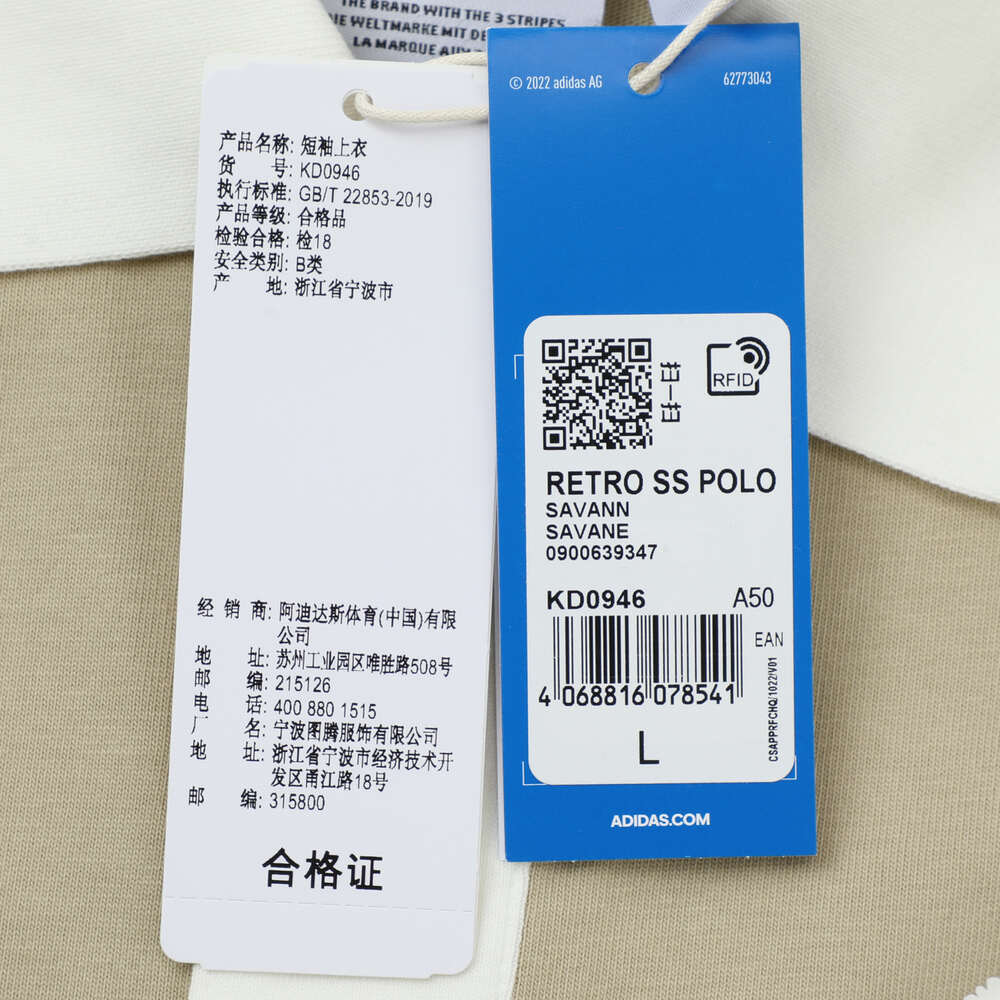 THE BRAND WITH THE 3 STRIPES
WELTMARKE MIT
LA MARQUE AUX
产品名称: 短袖上衣
货 号: KD0946
执行标准: GB/T 22853-2019
产品等级: 合格品
检验合格: 检18
安全类别: B类
产 地: 浙江省宁波市
经 销 商: 阿迪达斯体育(中国)有限
公司
地 址: 苏州工业园区唯胜路508号
邮 编: 215126
电 话: 400 880 1515
厂 名: 宁波图腾服饰有限公司
地 址: 浙江省宁波市经济技术开
发区甬江路18号
邮 编: 315800
合格证
© 2022 adidas AG
62773043
扫一扫
RFID
RETRO SS POLO
SAVANN
SAVANE
0900639347
KD0946 A50
EAN
4 068816 078541
CSAPPRFCHQ/1022/V01
L
ADIDAS.COM